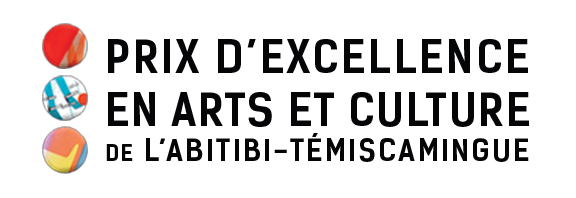 PRIX D'EXCELLENCE
EN ARTS ET CULTURE
DE L'ABITIBI-TÉMISCAMINGUE